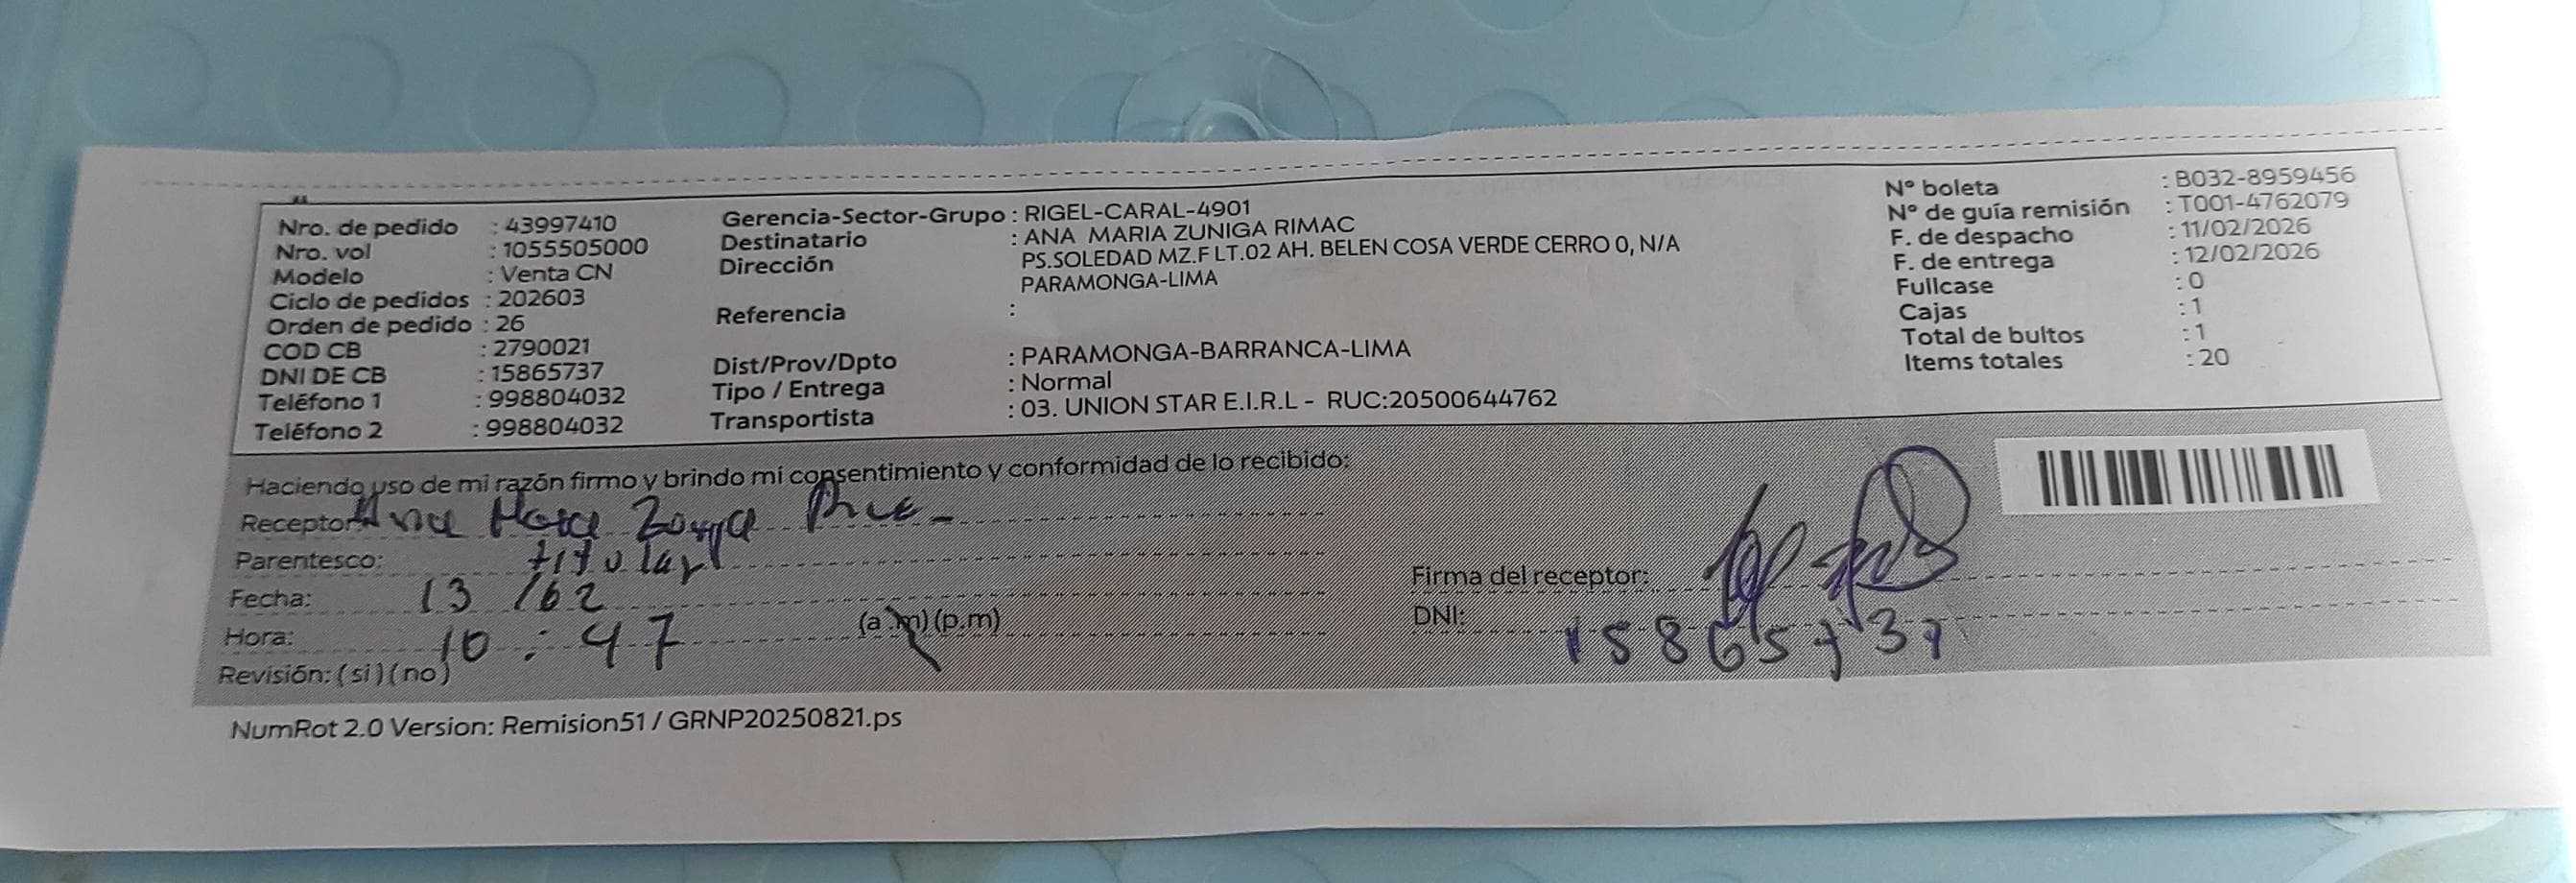 Nro. de pedido : 43997410
Nro. vol : 1055505000
Modelo : Venta CN
Ciclo de pedidos : 202603
Orden de pedido : 26
COD CB : 2790021
DNI DE CB : 15865737
Teléfono 1 : 998804032
Teléfono 2 : 998804032
Gerencia-Sector-Grupo : RIGEL-CARAL-4901
Destinatario : ANA MARIA ZUNIGA RIMAC
Dirección PS.SOLEDAD MZ.F LT.02 AH. BELEN COSA VERDE CERRO 0, N/A
PARAMONGA-LIMA
Referencia :
Dist/Prov/Dpto : PARAMONGA-BARRANCA-LIMA
Tipo / Entrega : Normal
Transportista : 03. UNION STAR E.I.R.L - RUC:20500644762
N° boleta : B032-8959456
N° de guía remisión : T001-4762079
F. de despacho : 11/02/2026
F. de entrega : 12/02/2026
Fullcase : 0
Cajas : 1
Total de bultos : 1
Items totales : 20
Haciendo uso de mi razón firmo y brindo mi consentimiento y conformidad de lo recibido:
Receptor: Ana
Parentesco: titular
Fecha: 13/02
Hora: 10:47 (a.m)(p.m)
Revisión: (si)(no)
Firma del receptor:
DNI: 15865737
NumRot 2.0 Version: Remision51 / GRNP20250821.ps